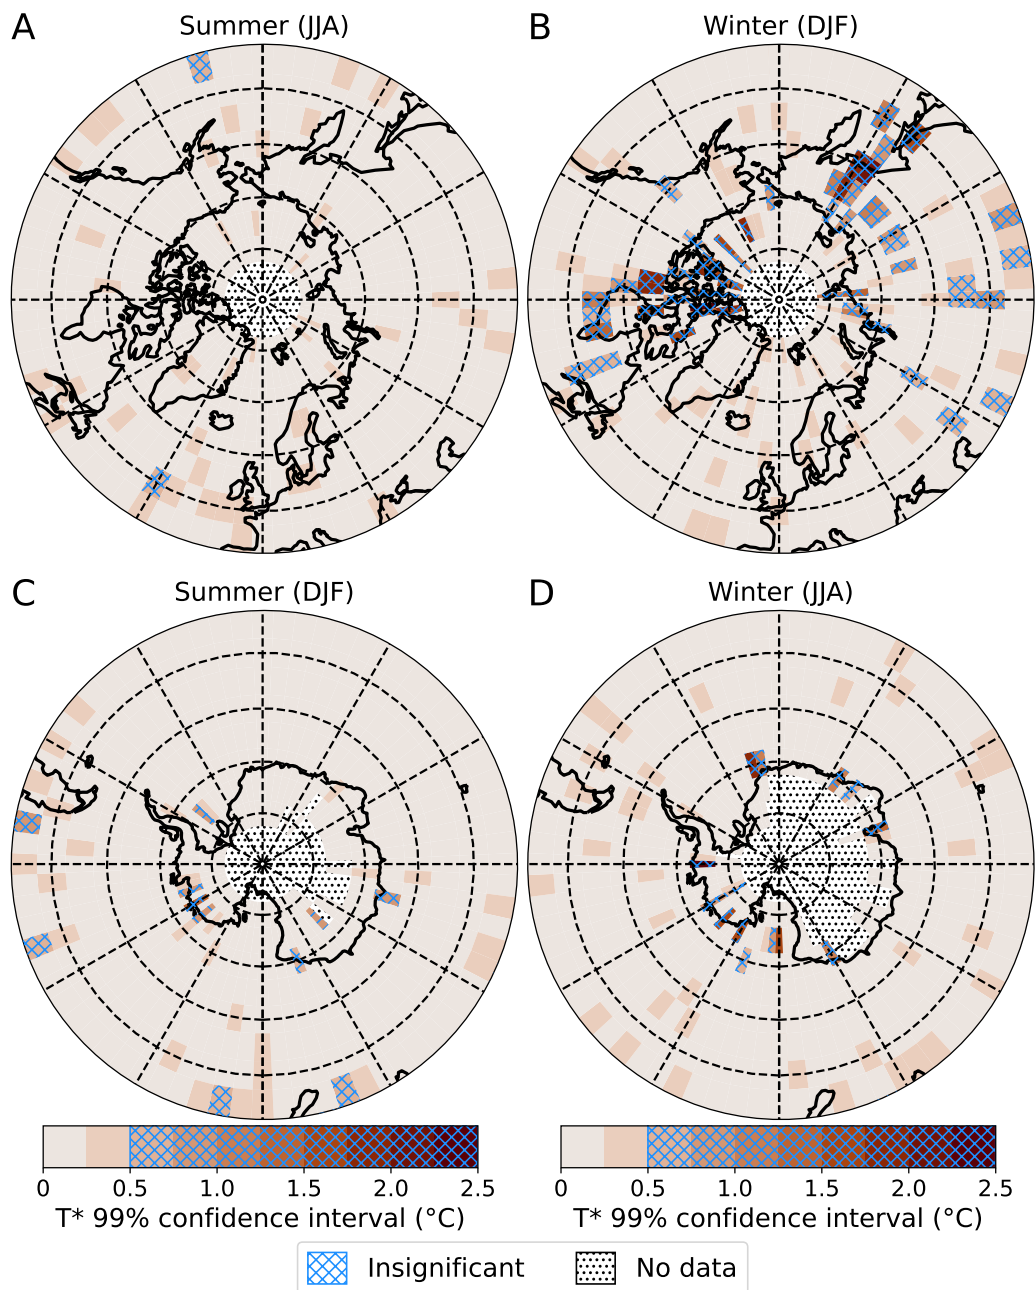 A
Summer (JJA)
B
Winter (DJF)
C
Summer (DJF)
D
Winter (JJA)
0 0.5 1.0 1.5 2.0 2.5
T* 99% confidence interval (°C)
0 0.5 1.0 1.5 2.0 2.5
T* 99% confidence interval (°C)
Insignificant
No data